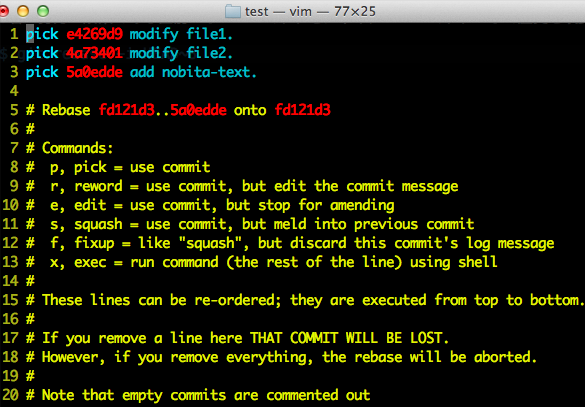 test — vim — 77×25
1 pick e4269d9 modify file1.
2 pick 4a73401 modify file2.
3 pick 5a0edde add nobita-text.
4
5 # Rebase fd121d3..5a0edde onto fd121d3
6 #
7 # Commands:
8 #  p, pick = use commit
9 #  r, reword = use commit, but edit the commit message
10 #  e, edit = use commit, but stop for amending
11 #  s, squash = use commit, but meld into previous commit
12 #  f, fixup = like "squash", but discard this commit's log message
13 #  x, exec = run command (the rest of the line) using shell
14 #
15 # These lines can be re-ordered; they are executed from top to bottom.
16 #
17 # If you remove a line here THAT COMMIT WILL BE LOST.
18 # However, if you remove everything, the rebase will be aborted.
19 #
20 # Note that empty commits are commented out